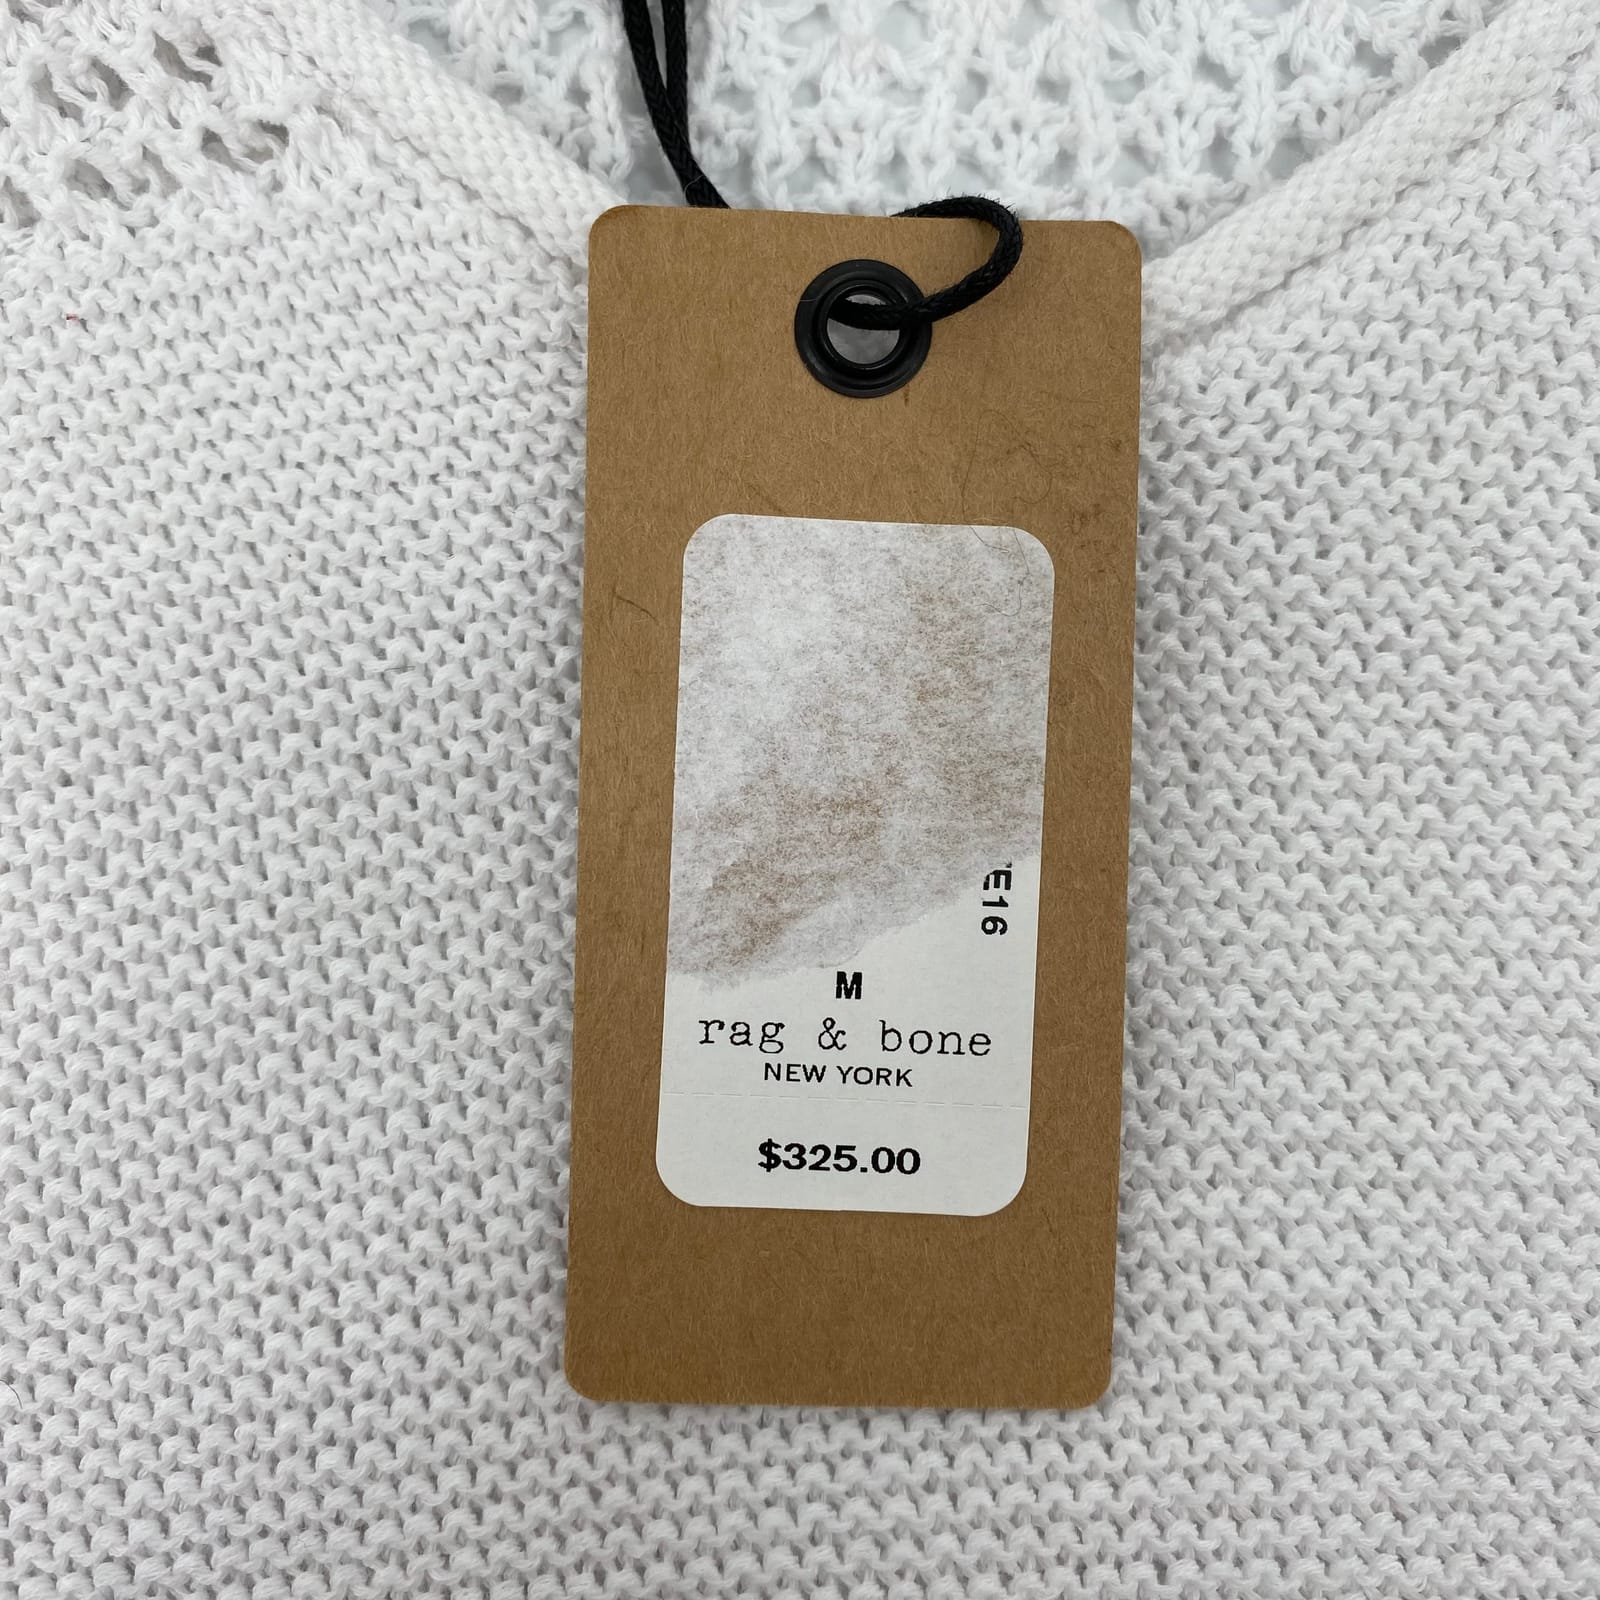 E16
M
rag & bone
NEW YORK
$325.00